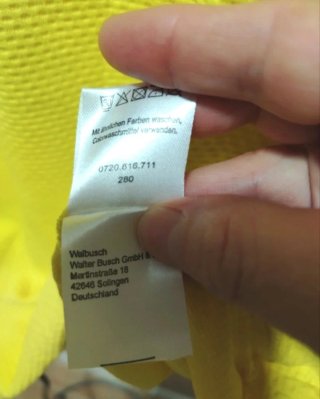 Mit ähnlichen Farben waschen,
Colorwaschmittel verwenden.
0720.616.711
280
Walbusch
Walter Busch GmbH &
Martinstraße 18
42646 Solingen
Deutschland